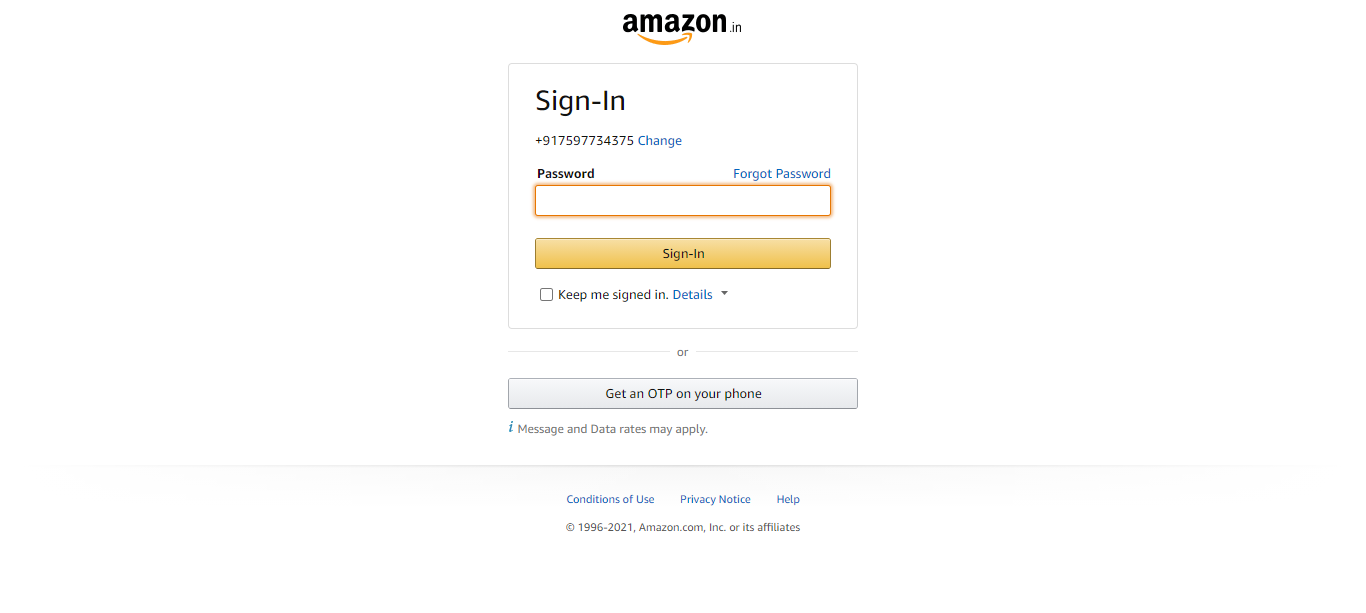 amazon.in
Sign-In
+917597734375 Change
Password Forgot Password
Sign-In
Keep me signed in. Details
or
Get an OTP on your phone
i Message and Data rates may apply.
Conditions of Use Privacy Notice Help
© 1996-2021, Amazon.com, Inc. or its affiliates